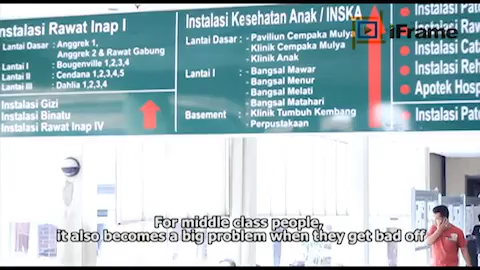 Instalasi Rawat Inap I
Lantai Dasar : Anggrek 1,
Anggrek 2 & Rawat Gabung
Lantai I : Bougenville 1,2,3,4
Lantai II : Cendana 1,2,3,4,5
Lantai III : Dahlia 1,2,3,4
Instalasi Gizi
Instalasi Binatu
Instalasi Rawat Inap IV
Instalasi Kesehatan Anak / INSKA
Lantai Dasar : - Paviliun Cempaka Mulya
- Klinik Cempaka Mulya
- Klinik Anak
Lantai I : - Bangsal Mawar
- Bangsal Menur
- Bangsal Melati
- Bangsal Matahari
Basement : - Klinik Tumbuh Kembang
- Perpustakaan
Instalasi
Instalasi
Instalasi
Instalasi
Apotek
Instalasi
iFrame
For middle class people,
it also becomes a big problem when they get bad off